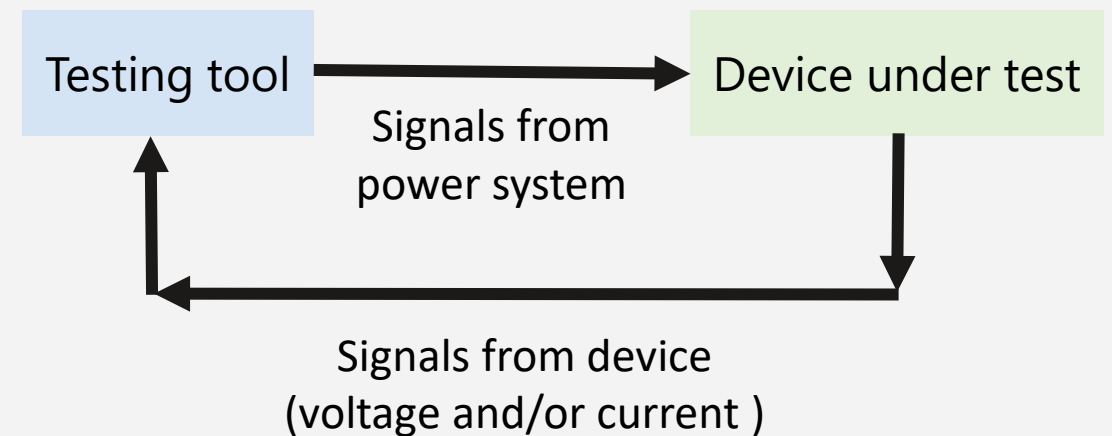 Testing tool
Device under test
Signals from
power system
Signals from device
(voltage and/or current )